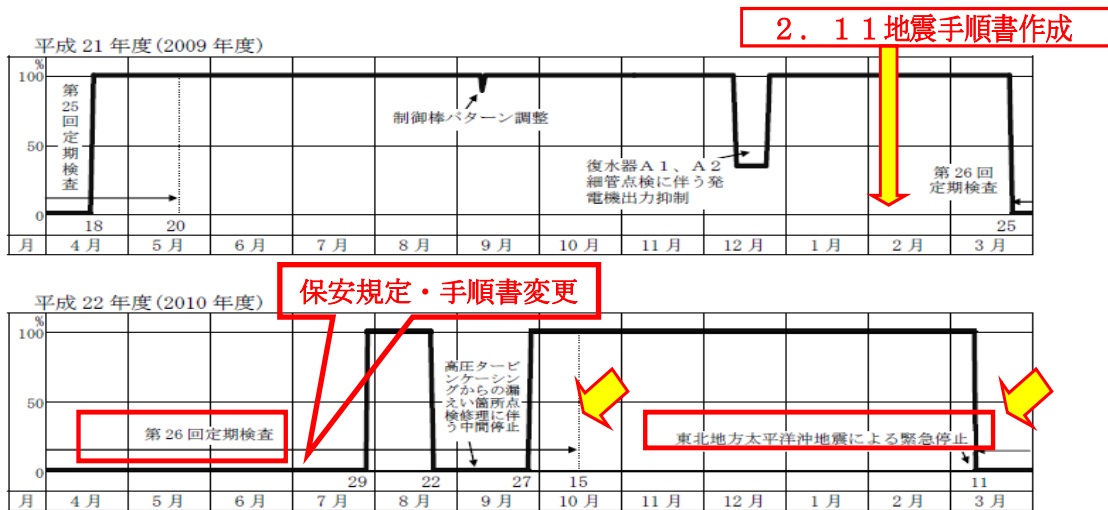 2．11地震手順書作成
平成 21 年度(2009 年度)
%
100
50
0
第25回定期検査
制御棒パターン調整
復水器A1、A2
細管点検に伴う発
電機出力抑制
第 26 回
定期検査
18
20
25
月
4 月
5 月
6 月
7 月
8 月
9 月
10 月
11 月
12 月
1 月
2 月
3 月
保安規定・手順書変更
平成 22 年度(2010 年度)
%
100
50
0
第 26 回定期検査
高圧タービ
ンケーシン
グからの漏
えい箇所点
検修理に伴
う中間停止
東北地方太平洋沖地震による緊急停止
29
22
27
15
11
月
4 月
5 月
6 月
7 月
8 月
9 月
10 月
11 月
12 月
1 月
2 月
3 月